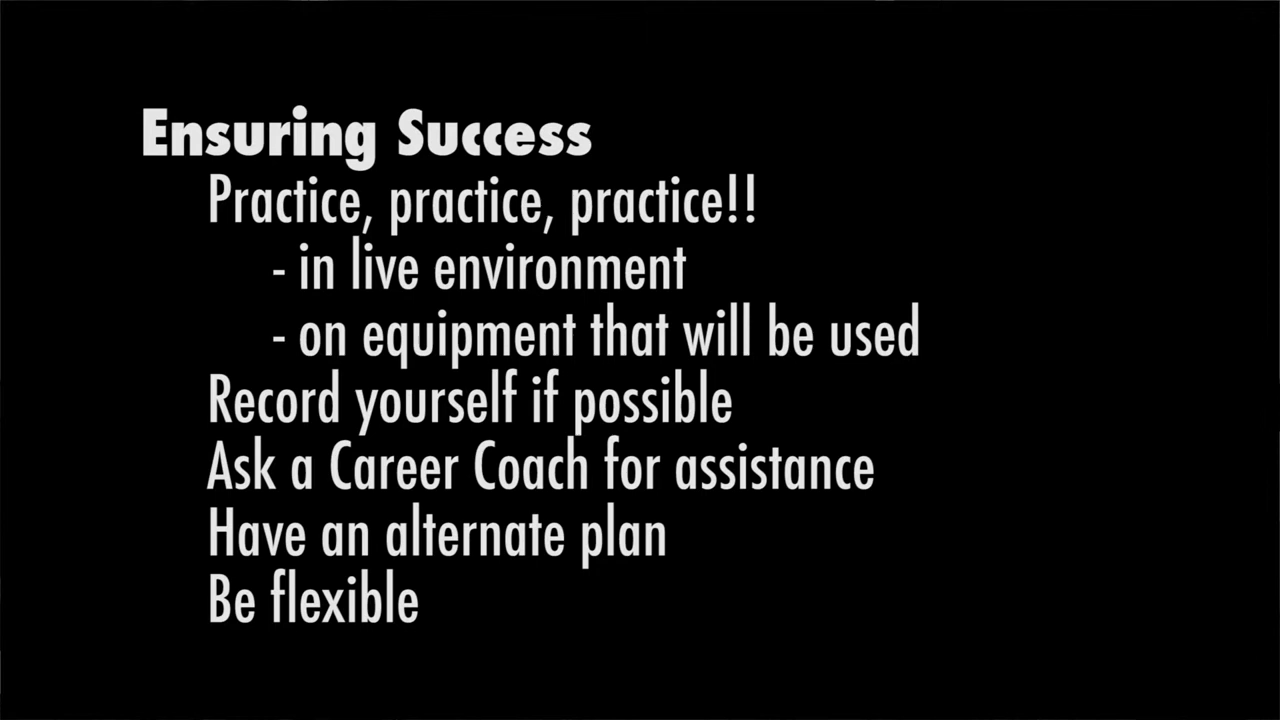 Ensuring Success
Practice, practice, practice!!
- in live environment
- on equipment that will be used
Record yourself if possible
Ask a Career Coach for assistance
Have an alternate plan
Be flexible